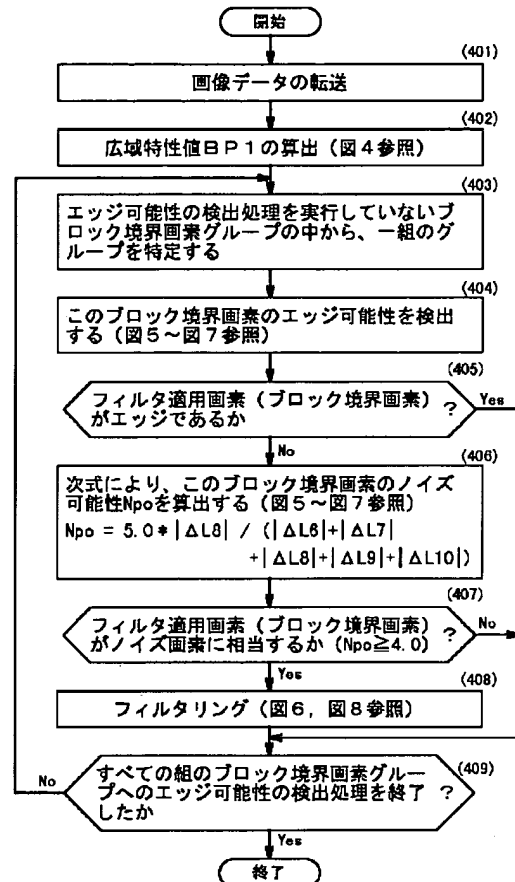 開始
(401)
画像データの転送
(402)
広域特性値BP1の算出（図4参照）
(403)
エッジ可能性の検出処理を実行していないブ
ロック境界画素グループの中から、一組のグ
ループを特定する
(404)
このブロック境界画素のエッジ可能性を検出
する（図5～図7参照）
(405)
フィルタ適用画素（ブロック境界画素）
がエッジであるか
?
Yes
No
(406)
次式により、このブロック境界画素のノイズ
可能性Npoを算出する（図5～図7参照）
Npo = 5.0*|ΔL8| / (|ΔL6|+|ΔL7|
+|ΔL8|+|ΔL9|+|ΔL10|)
(407)
フィルタ適用画素（ブロック境界画素）
がノイズ画素に相当するか（Npo≧4.0）
?
No
Yes
(408)
フィルタリング（図6，図8参照）
(409)
すべての組のブロック境界画素グルー
プへのエッジ可能性の検出処理を終了
したか
?
No
Yes
終了